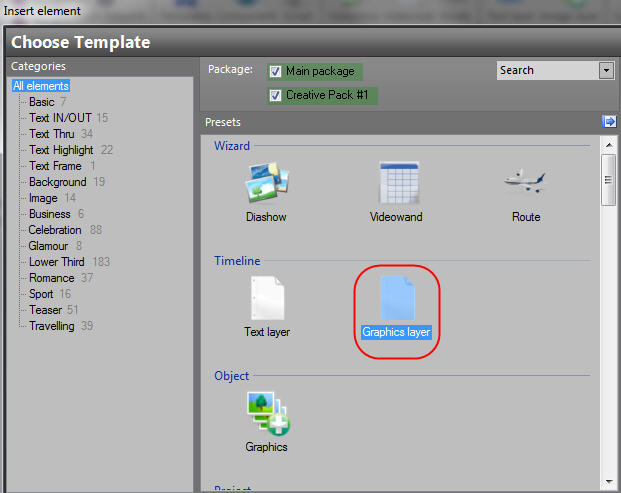 Insert element
Choose Template
Categories
All elements
Basic 7
Text IN/OUT 15
Text Thru 34
Text Highlight 22
Text Frame 1
Background 19
Image 14
Business 6
Celebration 88
Glamour 8
Lower Third 183
Romance 37
Sport 16
Teaser 51
Travelling 39
Package:
Main package
Creative Pack #1
Search
Presets
Wizard
Diashow Videowand Route
Timeline
Text layer Graphics layer
Object
Graphics